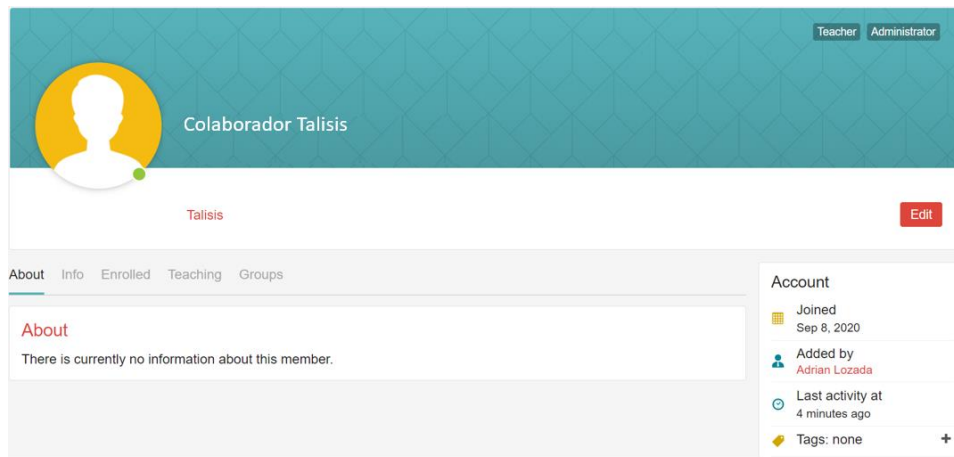 Teacher Administrator
Colaborador Talisis
Talisis
Edit
About Info Enrolled Teaching Groups
About
There is currently no information about this member.
Account
Joined
Sep 8, 2020
Added by
Adrian Lozada
Last activity at
4 minutes ago
Tags: none +